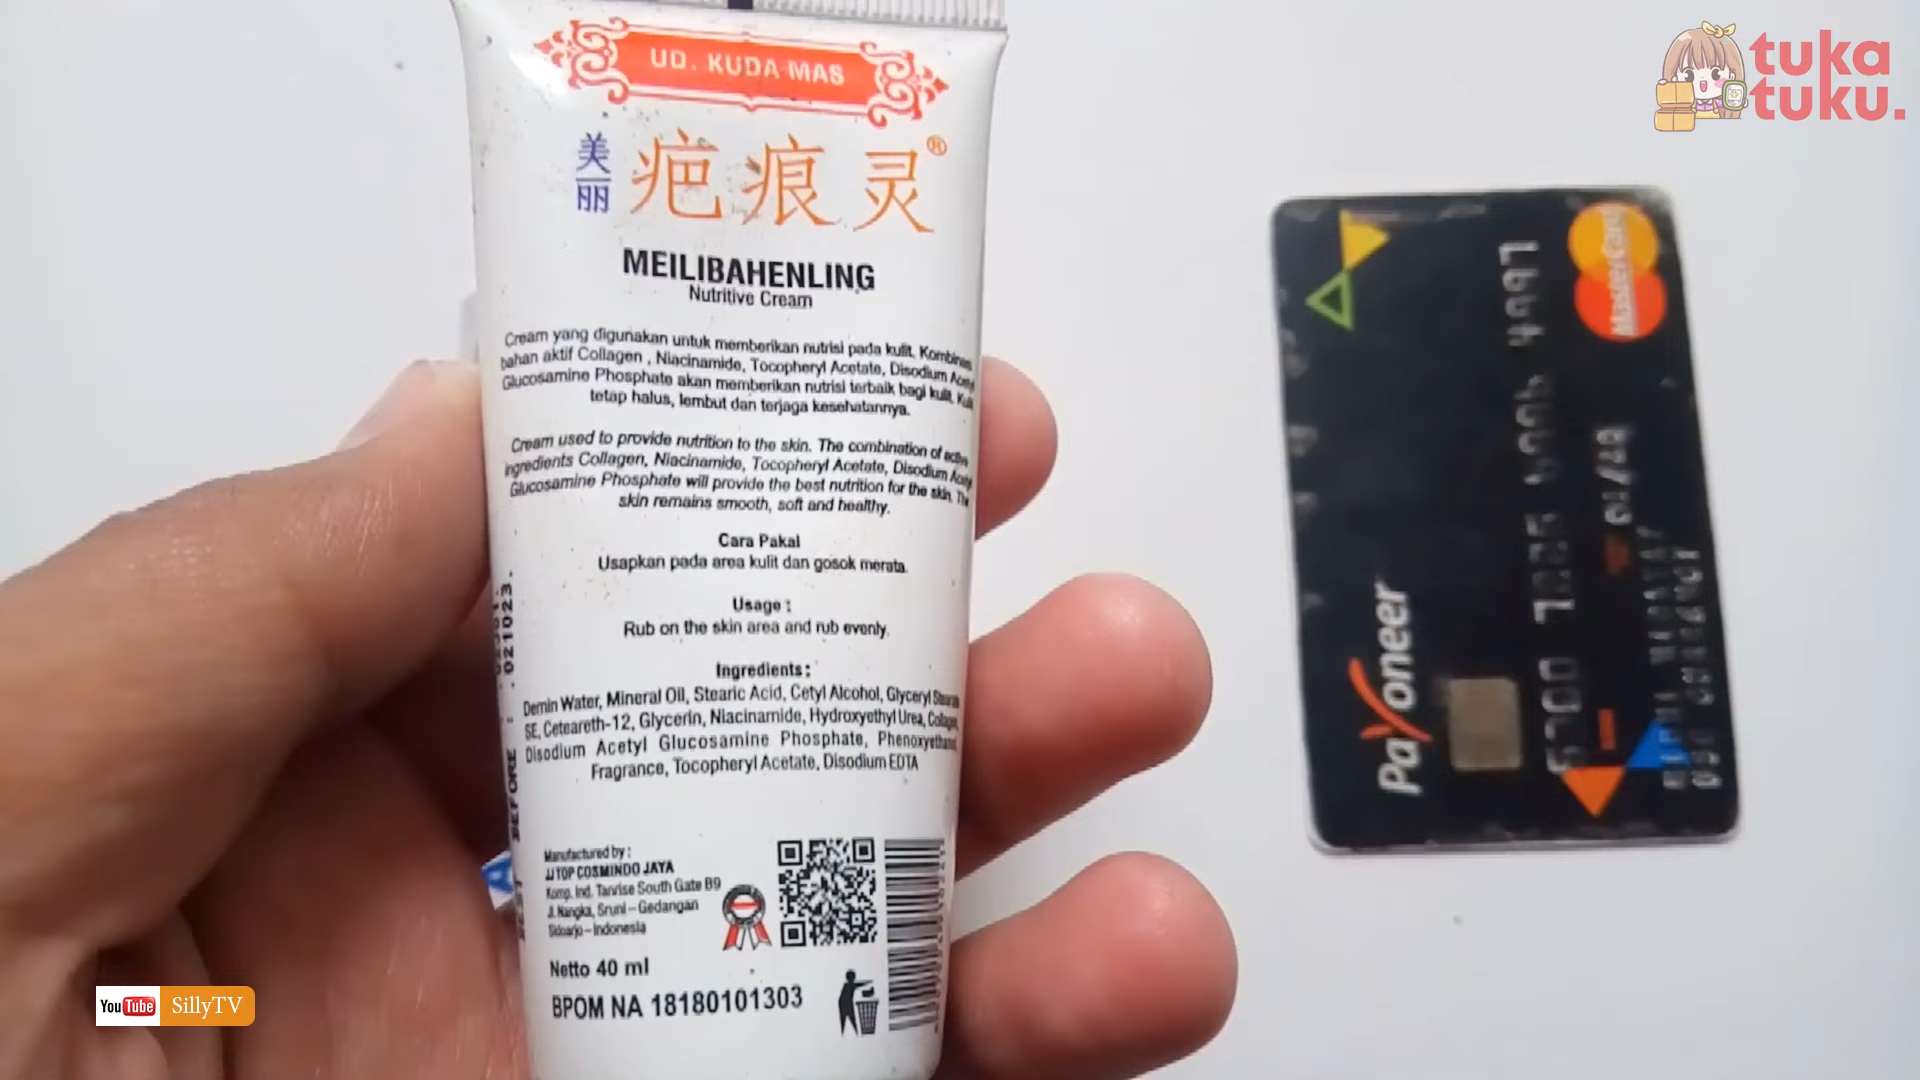 tuka
tuku.
UD. KUDA MAS
美丽 疤痕灵®
MEILIBAHENLING
Nutritive Cream
Cream yang digunakan untuk memberikan nutrisi pada kulit. Kombinasi
bahan aktif Collagen , Niacinamide, Tocopheryl Acetate, Disodium Acetyl
Glucosamine Phosphate akan memberikan nutrisi terbaik bagi kulit. Kulit
tetap halus, lembut dan terjaga kesehatannya.
Cream used to provide nutrition to the skin. The combination of active
ingredients Collagen, Niacinamide, Tocopheryl Acetate, Disodium Acetyl
Glucosamine Phosphate will provide the best nutrition for the skin. The
skin remains smooth, soft and healthy.
Cara Pakai
Usapkan pada area kulit dan gosok merata.
Usage :
Rub on the skin area and rub evenly.
Ingredients :
Demin Water, Mineral Oil, Stearic Acid, Cetyl Alcohol, Glyceryl Stearate
SE, Ceteareth-12, Glycerin, Niacinamide, Hydroxyethyl Urea, Collagen,
Disodium Acetyl Glucosamine Phosphate, Phenoxyethanol
Fragrance, Tocopheryl Acetate, Disodium EDTA
Manufactured by :
JJ TOP COSMINDO JAYA
Komp. Ind. Tanrise South Gate B9
Jl. Nangka, Sruni – Gedangan
Sidoarjo – Indonesia
Netto 40 ml
BPOM NA 18180101303
BEFORE : 021023.
MasterCard
Payoneer
YouTube SillyTV